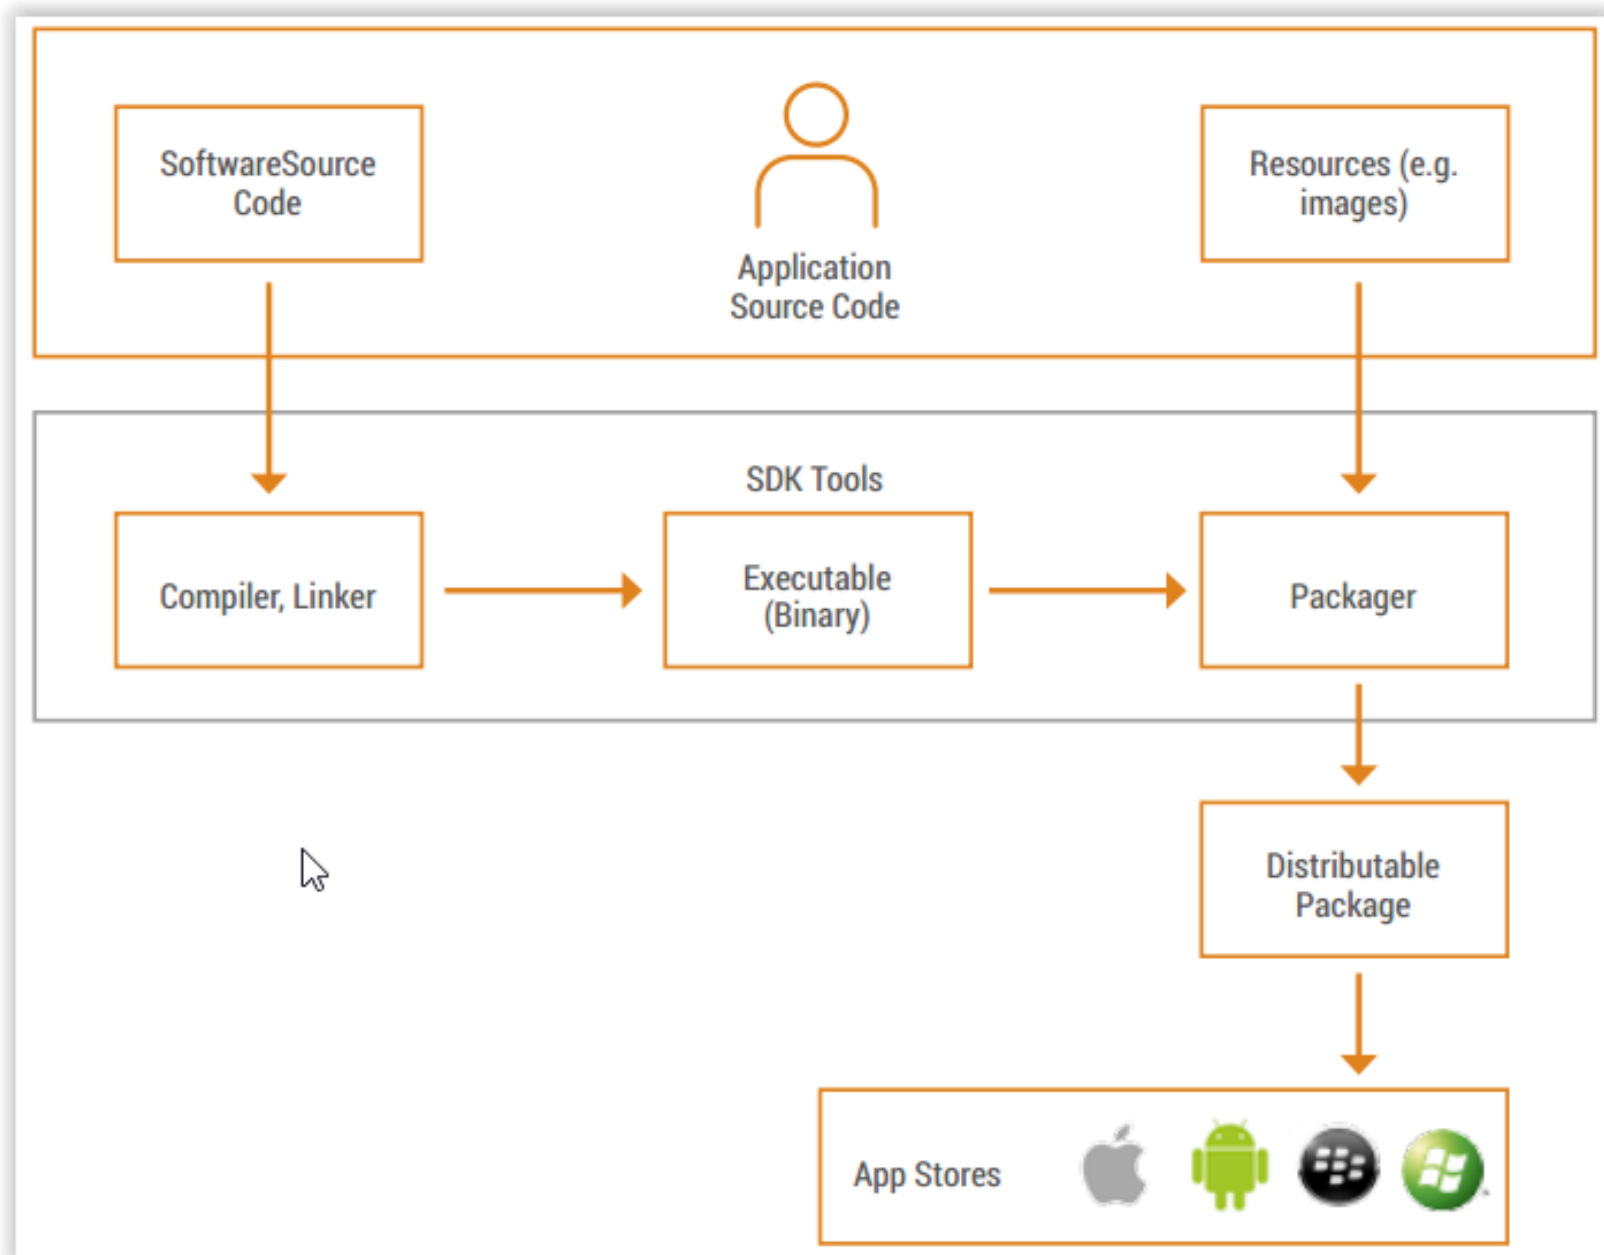 SoftwareSource
Code
Application
Source Code
Resources (e.g.
images)
SDK Tools
Compiler, Linker
Executable
(Binary)
Packager
Distributable
Package
App Stores